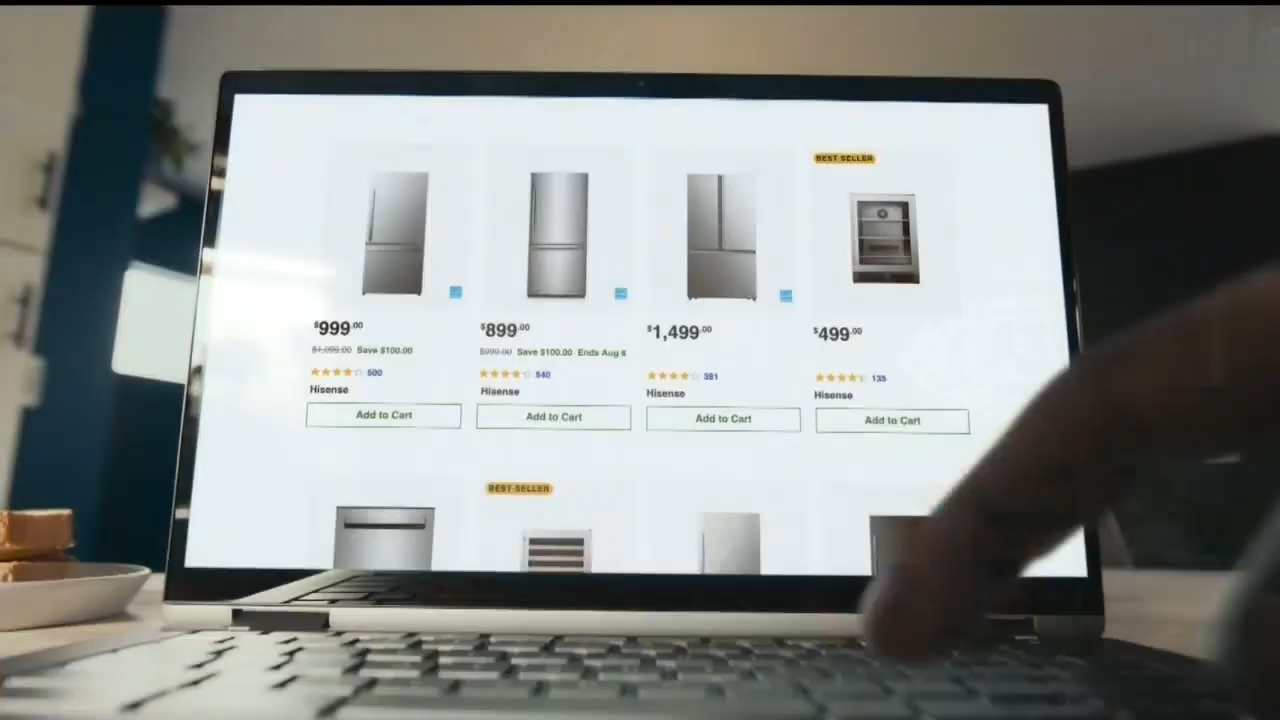 BEST SELLER
$999.00
$899.00
$1,499.00
$499.00
$1,099.00 Save $100.00
$999.00 Save $100.00 Ends Aug 6
500
540
381
135
Hisense
Hisense
Hisense
Hisense
Add to Cart
Add to Cart
Add to Cart
Add to Cart
BEST SELLER